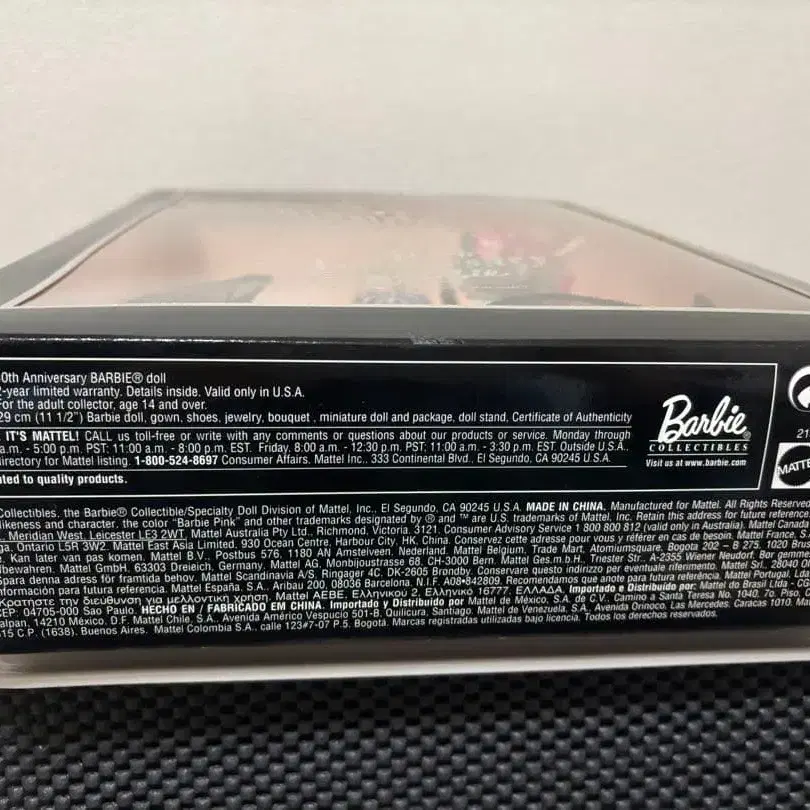 0th Anniversary BARBIE® doll
2-year limited warranty. Details inside. Valid only in U.S.A.
For the adult collector, age 14 and over.
29 cm (11 1/2") Barbie doll, gown, shoes, jewelry, bouquet, miniature doll and package, doll stand, Certificate of Authenticity
IT'S MATTEL! CALL us toll-free or write with any comments or questions about our products or service. Monday through
a.m. - 5:00 p.m. PST: 11:00 a.m. - 8:00 p.m. EST. Friday. 8:00 a.m. - 12:30 p.m. PST; 11:00 a.m. - 3:30 p.m. EST. Outside U.S.A.,
directory for Mattel listing. 1-800-524-8697 Consumer Affairs, Mattel Inc., 333 Continental Blvd., El Segundo, CA 90245 U.S.A.
ted to quality products.
Barbie
COLLECTIBLES
Visit us at www.barbie.com
21
MATTE
Collectibles, the Barbie® Collectible/Specialty Doll Division of Mattel, Inc., El Segundo, CA 90245 U.S.A. MADE IN CHINA. Manufactured for Mattel. All Rights Reserved
likeness and character, the color "Barbie Pink" and other trademarks designated by ® and ™ are U.S. trademarks of Mattel, Inc. Retain this address for future reference
Meridian West, Leicester LE3 2WT. Mattel Australia Pty Ltd., Richmond, Victoria. 3121. Consumer Advisory Service 1 800 800 812 (valid only in Australia). Mattel Canada
ga, Ontario L5R 3W2. Mattel East Asia Limited, 930 Ocean Centre, Harbour City, HK, China. Conservez cette adresse pour vous y référer en cas de besoin. Mattel France, S.
Kan later van pas komen. Mattel B.V., Postbus 576, 1180 AN Amstelveen, Nederland. Mattel Belgium, Trade Mart, Atomiumsquare, Bogota 202 – B 275, 1020
bewahren. Mattel GmbH, 63303 Dreieich, Germany. Mattel AG, Monbijoustrasse 68, CH-3000 Bern. Mattel Ges.m.b.H., Triester Str., A-2355 Wiener Neudorf. Bør gemmes
Spara denna adress för framtida behov. Mattel Scandinavia A/S, Ringager 4C, DK-2605 Brøndby. Conservare questo indirizzo per eventuale riferimento. Mattel Srl., 28040
información para futura referencia. Mattel España, S.A., Aribau 200. 08036 Barcelona. N.I.F. A08-842809. Recomendamos que anote para futura referência. Mattel Portugal,
Κρατήστε την διεύθυνση για μελλοντική χρήση. Mattel AEBE, Ελληνικού 2, Ελληνικό 16777, ΕΛΛΑΔΑ. Importado e Distribuído por: Mattel do Brasil Ltda
CEP: 04705-000 Sao Paulo. HECHO EN / FABRICADO EM CHINA. Importado y Distribuido por Mattel de México, S.A. de C.V., Camino a Santa Teresa No. 1040, 7o. Piso,
alpan, 14210 México, D.F. Mattel Chile, S.A., Avenida Américo Vespucio 501-B, Quilicura, Santiago. Mattel de Venezuela, S.A., Avenida Orinoco, Las Mercedes, Caracas 1010.
15 C.P. (1638), Buenos Aires. Mattel Colombia S.A., calle 123#7-07 P.5, Bogotá. Marcas registradas utilizadas bajo licencia. Todos los derechos reservados.